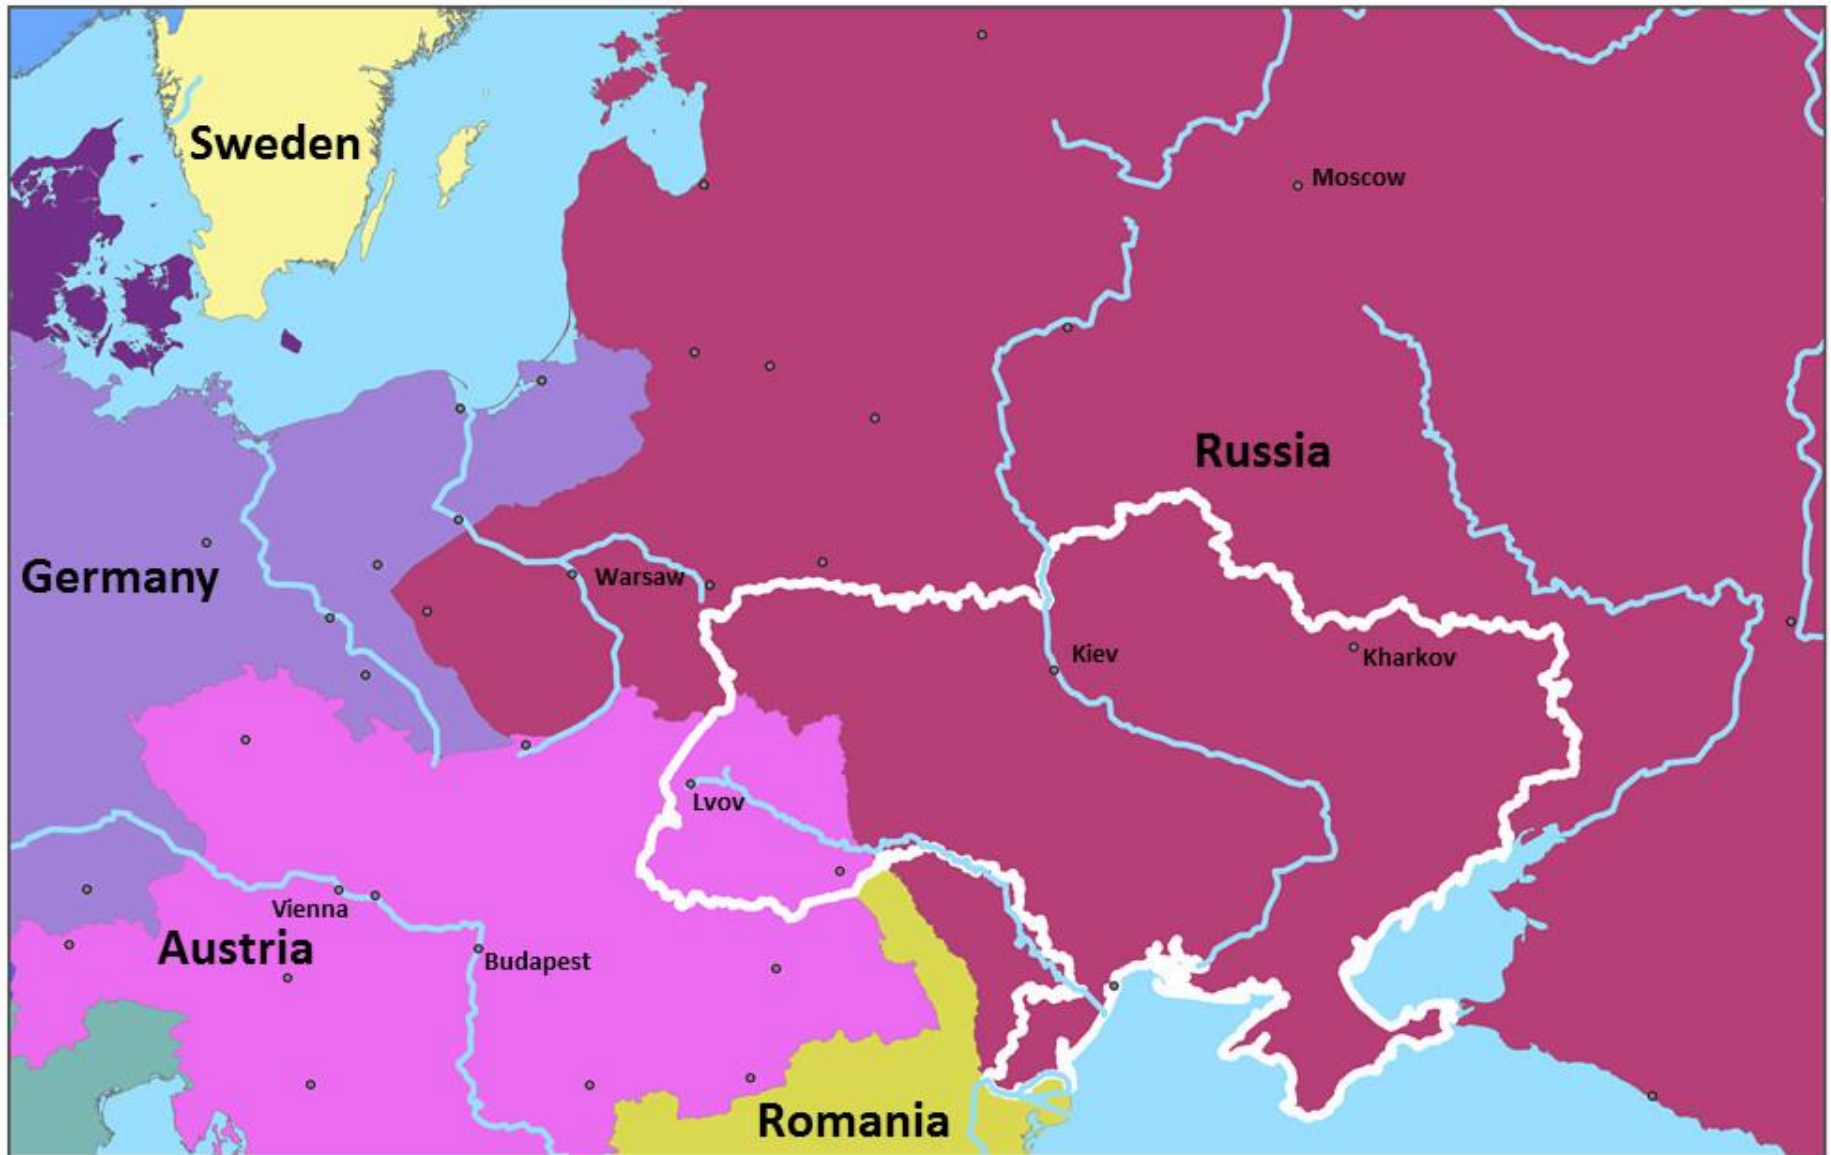 Sweden
Moscow
Russia
Germany
Warsaw
Kiev
Kharkov
Lvov
Vienna
Austria
Budapest
Romania